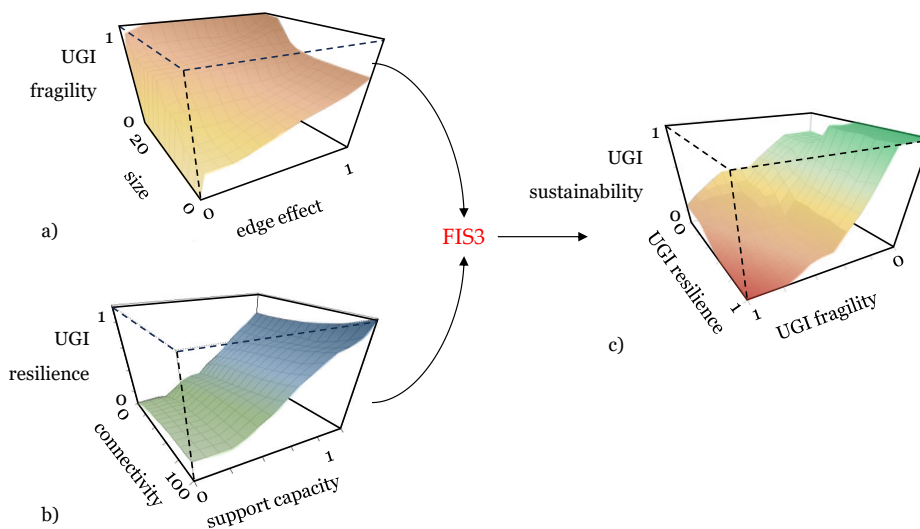 1
UGI
fragility
0
20
size
0
0
edge effect
1
a)
FIS3
1
UGI
resilience
0
0
connectivity
100
0
support capacity
1
b)
1
UGI
sustainability
0
0
UGI resilience
1
1
UGI fragility
0
c)